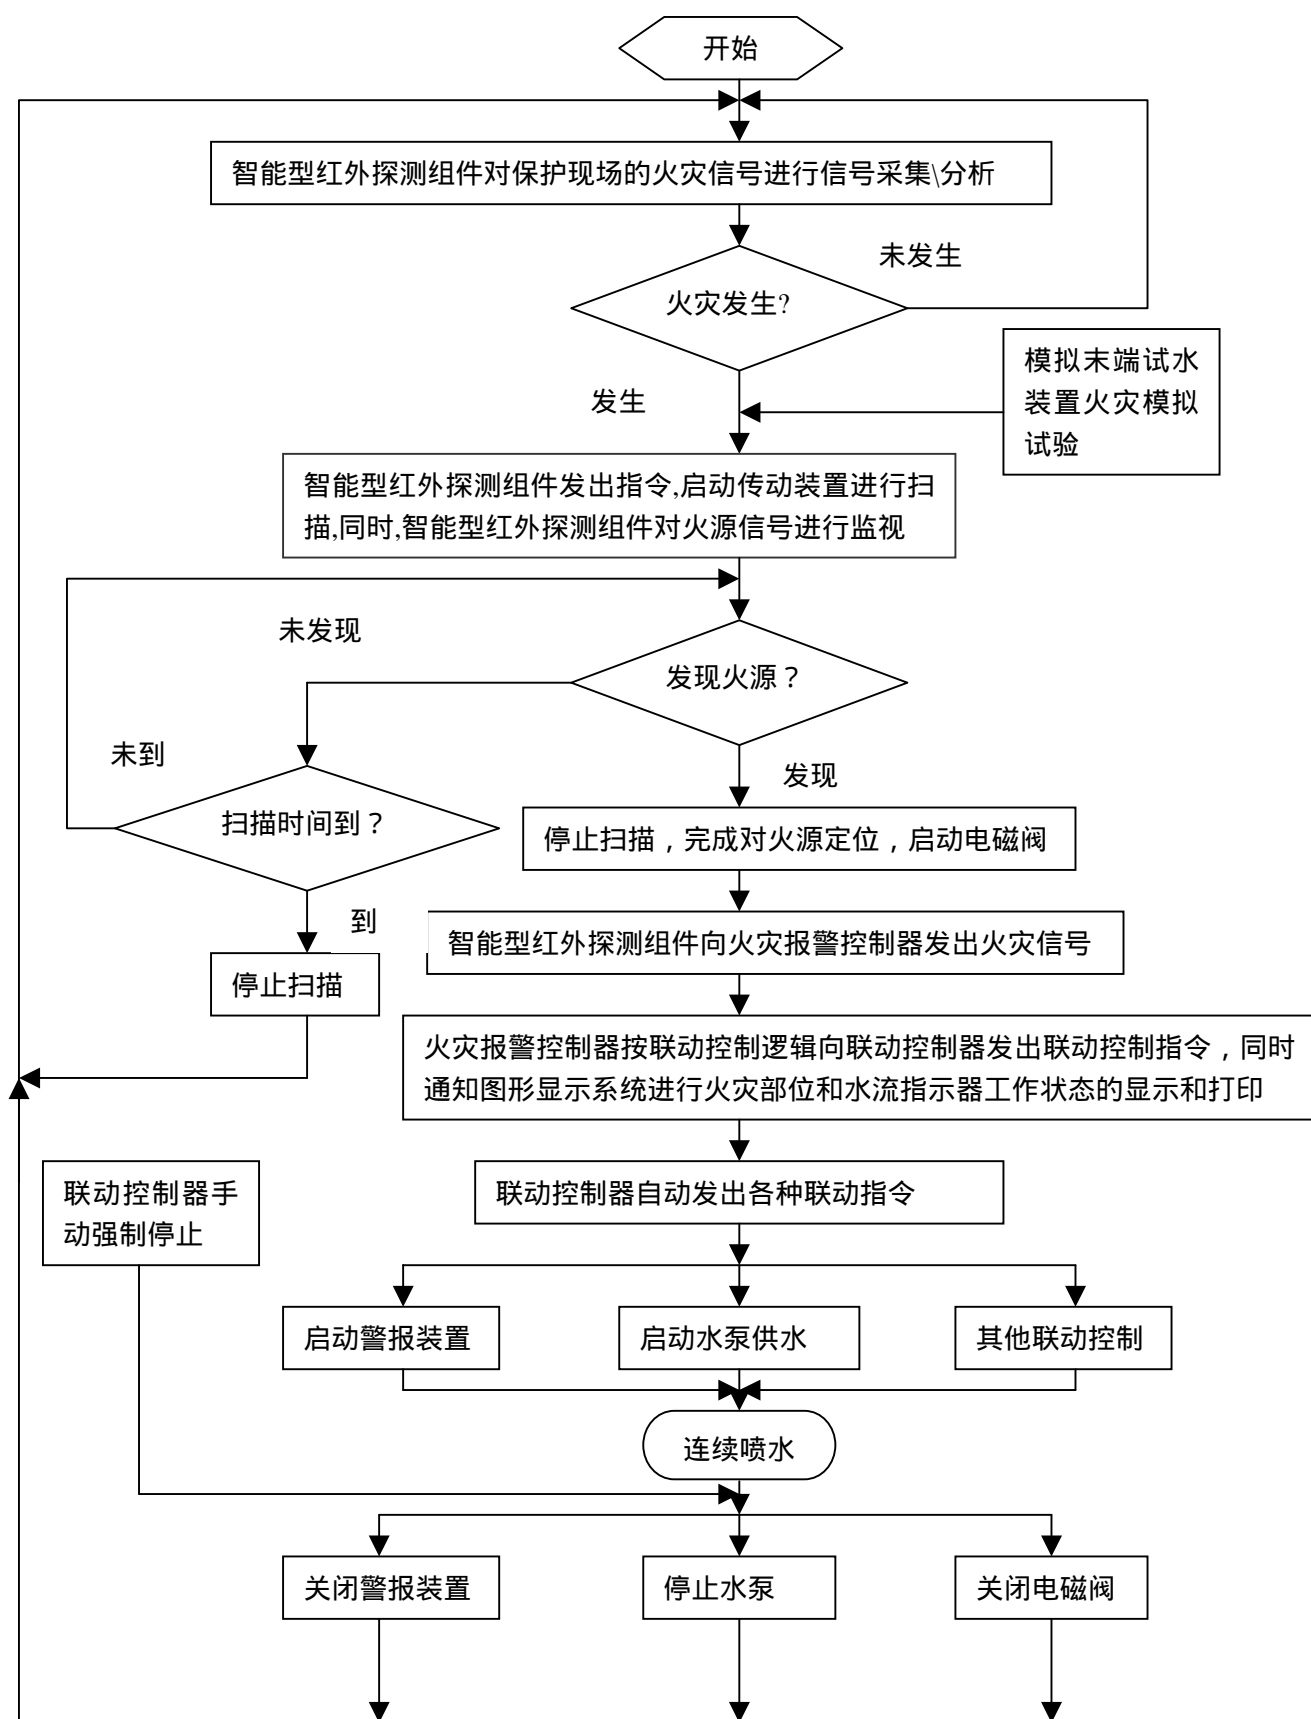 开始
智能型红外探测组件对保护现场的火灾信号进行信号采集\分析
未发生
火灾发生?
模拟末端试水
装置火灾模拟
试验
发生
智能型红外探测组件发出指令,启动传动装置进行扫
描,同时,智能型红外探测组件对火源信号进行监视
未发现
发现火源？
未到
发现
扫描时间到？
停止扫描，完成对火源定位，启动电磁阀
到
智能型红外探测组件向火灾报警控制器发出火灾信号
停止扫描
火灾报警控制器按联动控制逻辑向联动控制器发出联动控制指令，同时
通知图形显示系统进行火灾部位和水流指示器工作状态的显示和打印
联动控制器手
动强制停止
联动控制器自动发出各种联动指令
启动警报装置
启动水泵供水
其他联动控制
连续喷水
关闭警报装置
停止水泵
关闭电磁阀